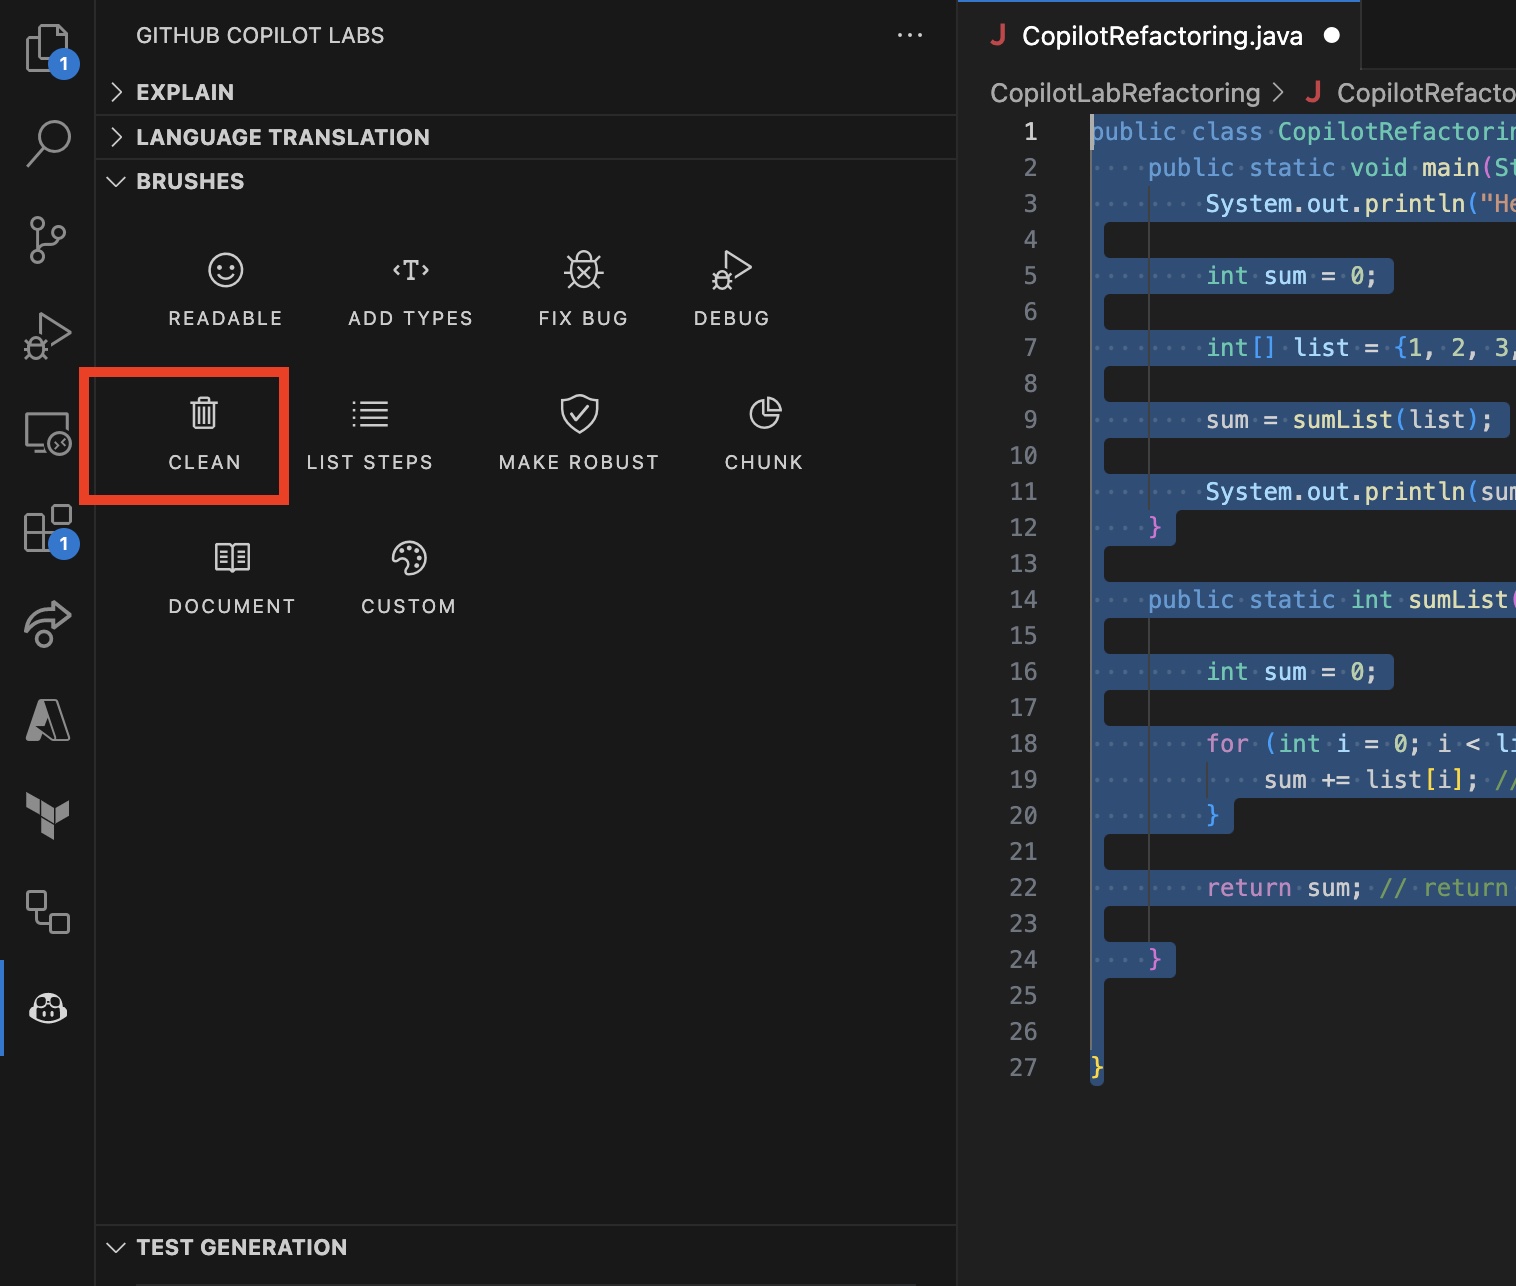 GITHUB COPILOT LABS
EXPLAIN
LANGUAGE TRANSLATION
BRUSHES
READABLE
ADD TYPES
FIX BUG
DEBUG
CLEAN
LIST STEPS
MAKE ROBUST
CHUNK
DOCUMENT
CUSTOM
TEST GENERATION
1
1
J CopilotRefactoring.java
CopilotLabRefactoring > J CopilotRefacto
1 public class CopilotRefactorin
2 public static void main(St
3 System.out.println("He
4
5 int sum = 0;
6
7 int[] list = {1, 2, 3,
8
9 sum = sumList(list);
10
11 System.out.println(sum
12 }
13
14 public static int sumList(
15
16 int sum = 0;
17
18 for (int i = 0; i < li
19 sum += list[i]; //
20 }
21
22 return sum; // return
23
24 }
25
26
27 }